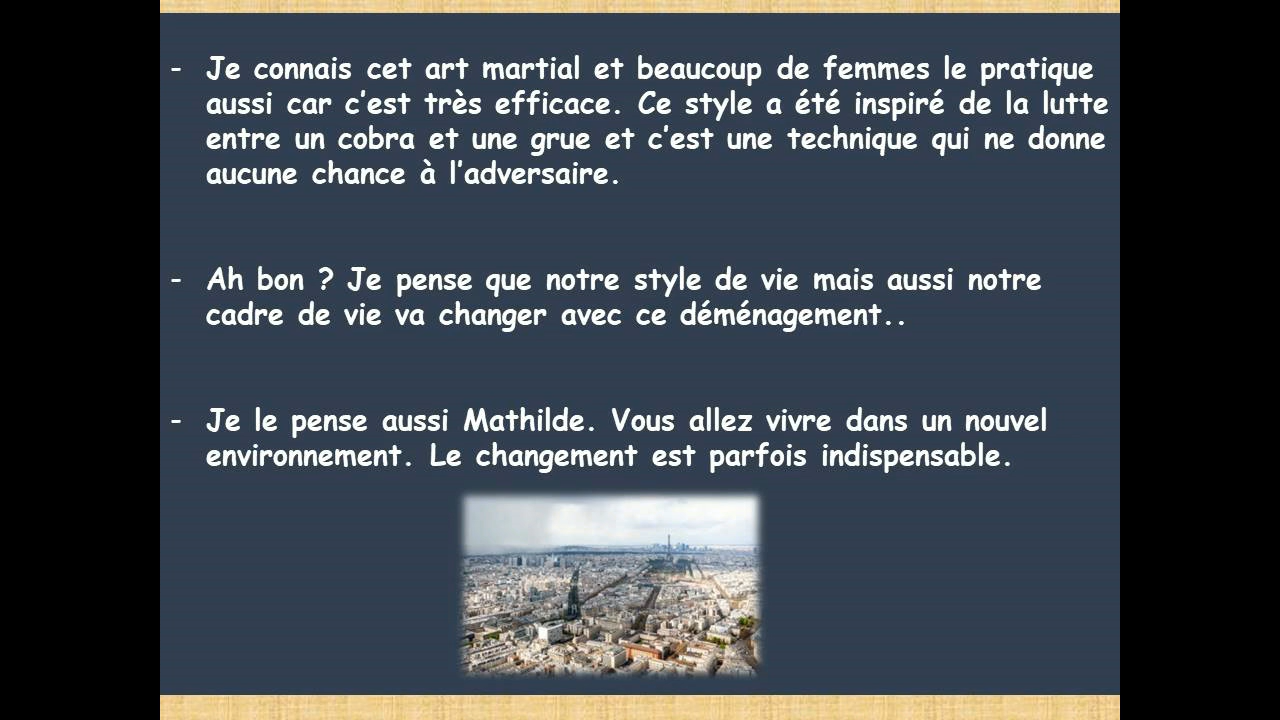 - Je connais cet art martial et beaucoup de femmes le pratique
aussi car c’est très efficace. Ce style a été inspiré de la lutte
entre un cobra et une grue et c’est une technique qui ne donne
aucune chance à l’adversaire.
- Ah bon ? Je pense que notre style de vie mais aussi notre
cadre de vie va changer avec ce déménagement..
- Je le pense aussi Mathilde. Vous allez vivre dans un nouvel
environnement. Le changement est parfois indispensable.